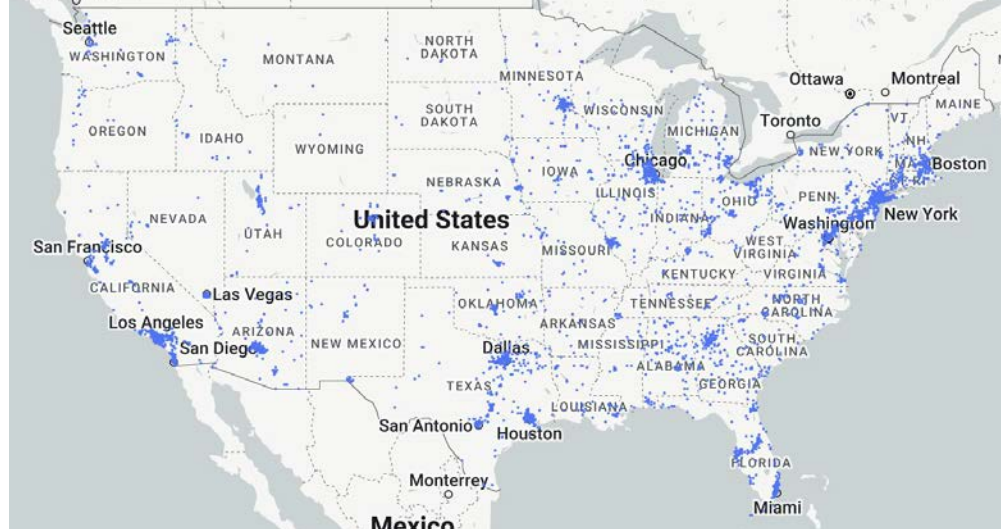 Seattle
WASHINGTON
MONTANA
NORTH
DAKOTA
MINNESOTA
Ottawa
Montreal
MAINE
OREGON
IDAHO
SOUTH
DAKOTA
WISCONSIN
MICHIGAN
Toronto
VT
NH
WYOMING
NEW YORK
MA
Boston
CT RI
Chicago
IOWA
NEBRASKA
ILLINOIS
INDIANA
OHIO
PENN
New York
NEVADA
UTAH
COLORADO
United States
KANSAS
MISSOURI
WEST
VIRGINIA
Washington
San Francisco
KENTUCKY
VIRGINIA
CALIFORNIA
Las Vegas
OKLAHOMA
TENNESSEE
NORTH
CAROLINA
Los Angeles
ARIZONA
NEW MEXICO
ARKANSAS
MISSISSIPPI
SOUTH
CAROLINA
San Diego
Dallas
ALABAMA
TEXAS
GEORGIA
LOUISIANA
San Antonio
Houston
FLORIDA
Monterrey
Miami
Mexico